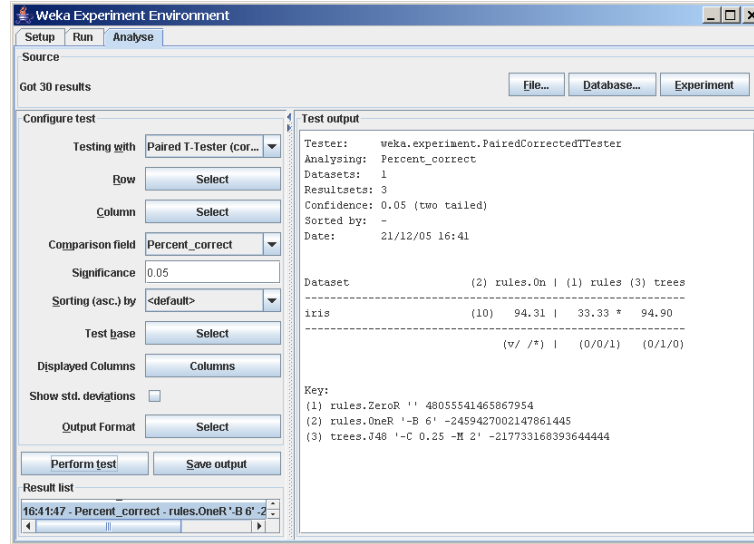 Weka Experiment Environment
Setup Run Analyse
Source
Got 30 results
File... Database... Experiment
Configure test
Testing with Paired T-Tester (cor...
Row Select
Column Select
Comparison field Percent_correct
Significance 0.05
Sorting (asc.) by <default>
Test base Select
Displayed Columns Columns
Show std. deviations
Output Format Select
Perform test Save output
Result list
16:41:47 - Percent_correct - rules.OneR '-B 6' -2
Test output
Tester: weka.experiment.PairedCorrectedTTester
Analysing: Percent_correct
Datasets: 1
Resultsets: 3
Confidence: 0.05 (two tailed)
Sorted by: -
Date: 21/12/05 16:41
Dataset (2) rules.On | (1) rules (3) trees
----------------------------------------------------------
iris (10) 94.31 | 33.33 * 94.90
----------------------------------------------------------
(v/ /*) | (0/0/1) (0/1/0)
Key:
(1) rules.ZeroR '' 48055541465867954
(2) rules.OneR '-B 6' -2459427002147861445
(3) trees.J48 '-C 0.25 -M 2' -217733168393644444